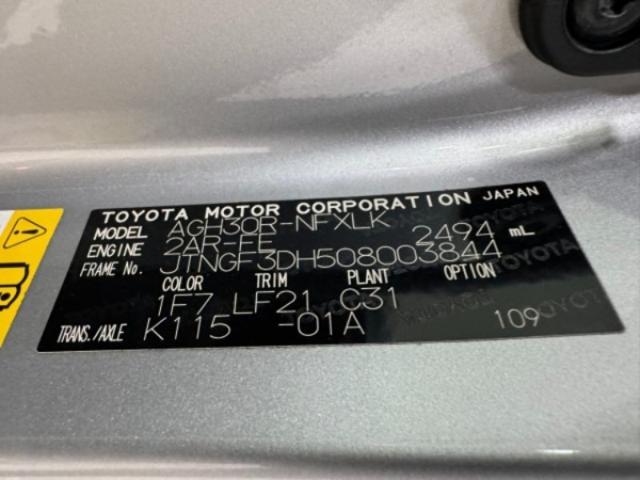 TOYOTA MOTOR CORPORATION JAPAN
MODEL AGH30R-NFXLK
ENGINE 2AR-FE 2494 mL
FRAME No. JTNGF3DH508003844
COLOR TRIM PLANT OPTION
1F7 LF21 C31
TRANS./AXLE K115 -01A 109